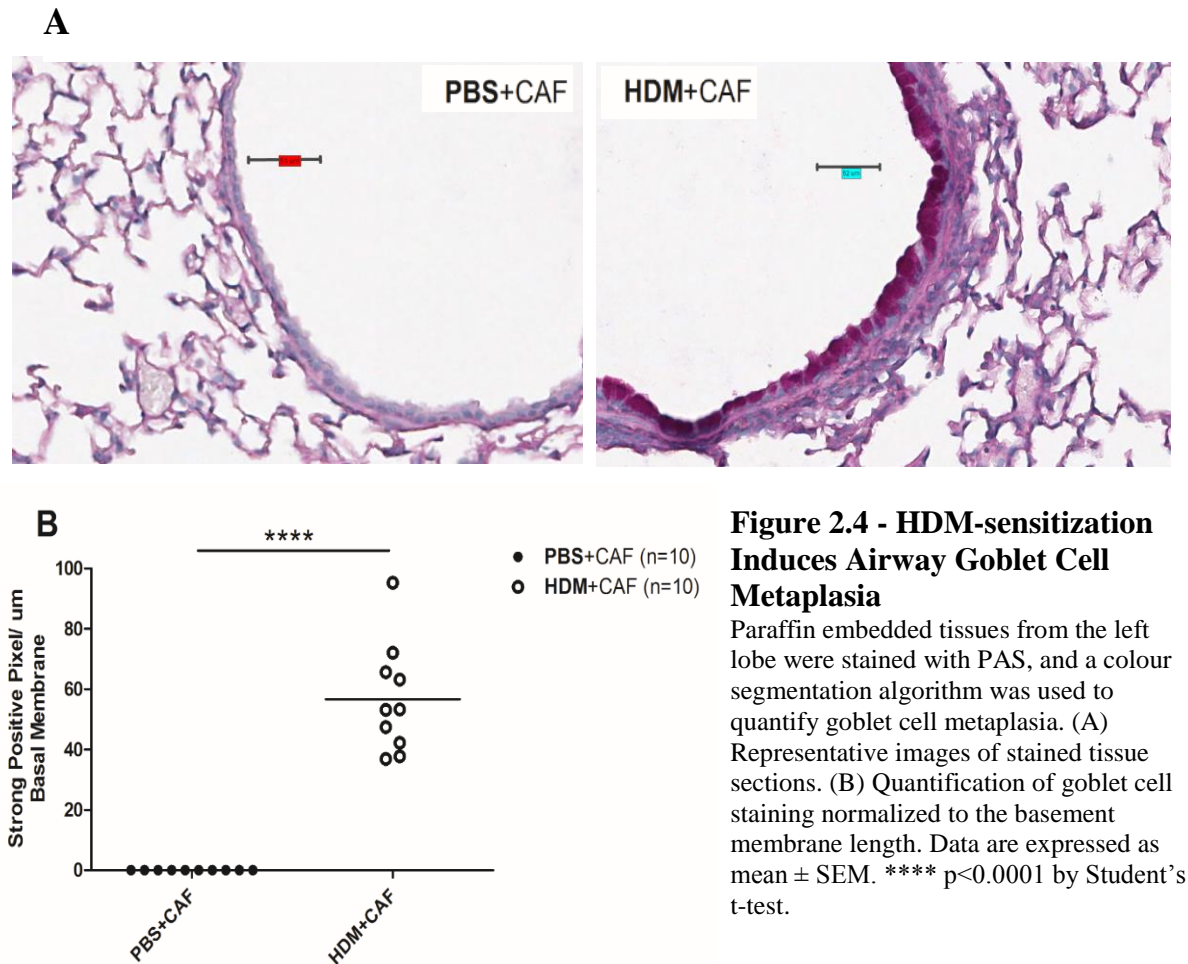 A
PBS+CAF
HDM+CAF
62 um
B
****
PBS+CAF (n=10)
HDM+CAF (n=10)
Strong Positive Pixel/ um
Basal Membrane
100
80
60
40
20
0
PBS+CAF
HDM+CAF
Figure 2.4 - HDM-sensitization
Induces Airway Goblet Cell
Metaplasia
Paraffin embedded tissues from the left
lobe were stained with PAS, and a colour
segmentation algorithm was used to
quantify goblet cell metaplasia. (A)
Representative images of stained tissue
sections. (B) Quantification of goblet cell
staining normalized to the basement
membrane length. Data are expressed as
mean ± SEM. **** p<0.0001 by Student’s
t-test.